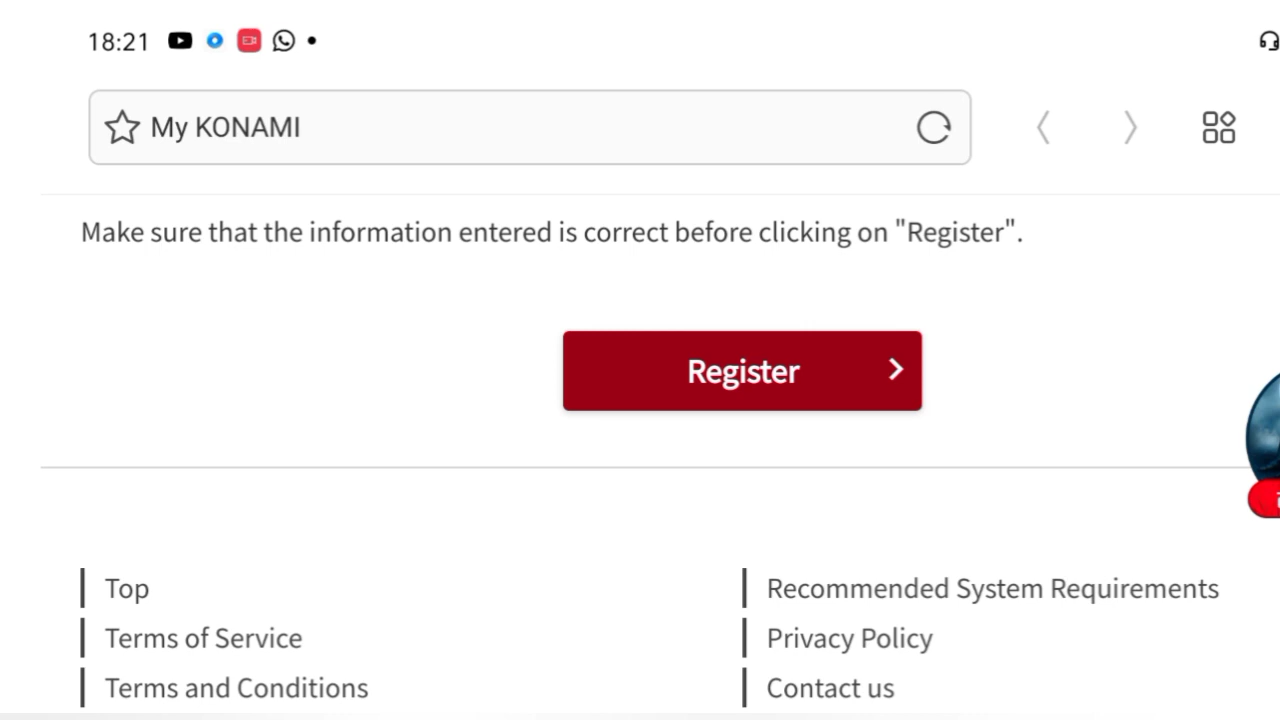 18:21
My KONAMI
Make sure that the information entered is correct before clicking on "Register".
Register
Top
Recommended System Requirements
Terms of Service
Privacy Policy
Terms and Conditions
Contact us